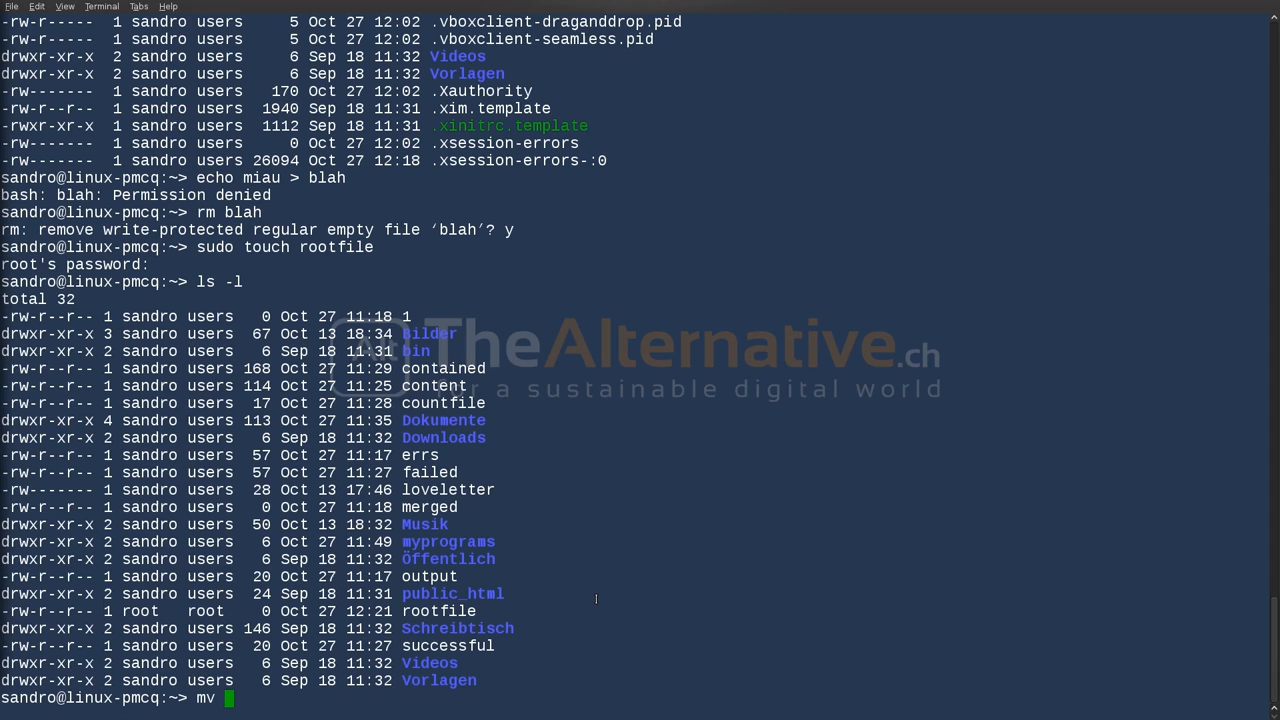 File Edit View Terminal Tabs Help
-rw-r----- 1 sandro users 5 Oct 27 12:02 .vboxclient-draganddrop.pid
-rw-r----- 1 sandro users 5 Oct 27 12:02 .vboxclient-seamless.pid
drwxr-xr-x 2 sandro users 6 Sep 18 11:32 Videos
drwxr-xr-x 2 sandro users 6 Sep 18 11:32 Vorlagen
-rw------- 1 sandro users 170 Oct 27 12:02 .Xauthority
-rw-r--r-- 1 sandro users 1940 Sep 18 11:31 .xim.template
-rwxr-xr-x 1 sandro users 1112 Sep 18 11:31 .xinitrc.template
-rw------- 1 sandro users 0 Oct 27 12:02 .xsession-errors
-rw------- 1 sandro users 26094 Oct 27 12:18 .xsession-errors-:0
sandro@linux-pmcq:~> echo miau > blah
bash: blah: Permission denied
sandro@linux-pmcq:~> rm blah
rm: remove write-protected regular empty file ‘blah’? y
sandro@linux-pmcq:~> sudo touch rootfile
root's password:
sandro@linux-pmcq:~> ls -l
total 32
-rw-r--r-- 1 sandro users 0 Oct 27 11:18 1
drwxr-xr-x 3 sandro users 67 Oct 13 18:34 Bilder
drwxr-xr-x 2 sandro users 6 Sep 18 11:31 bin
Alt TheAlternative.ch
-rw-r--r-- 1 sandro users 168 Oct 27 11:29 contained
-rw-r--r-- 1 sandro users 114 Oct 27 11:25 content
for a sustainable digital world
-rw-r--r-- 1 sandro users 17 Oct 27 11:28 countfile
drwxr-xr-x 4 sandro users 113 Oct 27 11:35 Dokumente
drwxr-xr-x 2 sandro users 6 Sep 18 11:32 Downloads
-rw-r--r-- 1 sandro users 57 Oct 27 11:17 errs
-rw-r--r-- 1 sandro users 57 Oct 27 11:27 failed
-rw------- 1 sandro users 28 Oct 13 17:46 loveletter
-rw-r--r-- 1 sandro users 0 Oct 27 11:18 merged
drwxr-xr-x 2 sandro users 50 Oct 13 18:32 Musik
drwxr-xr-x 2 sandro users 6 Oct 27 11:49 myprograms
drwxr-xr-x 2 sandro users 6 Sep 18 11:32 Öffentlich
-rw-r--r-- 1 sandro users 20 Oct 27 11:17 output
drwxr-xr-x 2 sandro users 24 Sep 18 11:31 public_html
-rw-r--r-- 1 root root 0 Oct 27 12:21 rootfile
drwxr-xr-x 2 sandro users 146 Sep 18 11:32 Schreibtisch
-rw-r--r-- 1 sandro users 20 Oct 27 11:27 successful
drwxr-xr-x 2 sandro users 6 Sep 18 11:32 Videos
drwxr-xr-x 2 sandro users 6 Sep 18 11:32 Vorlagen
sandro@linux-pmcq:~> mv